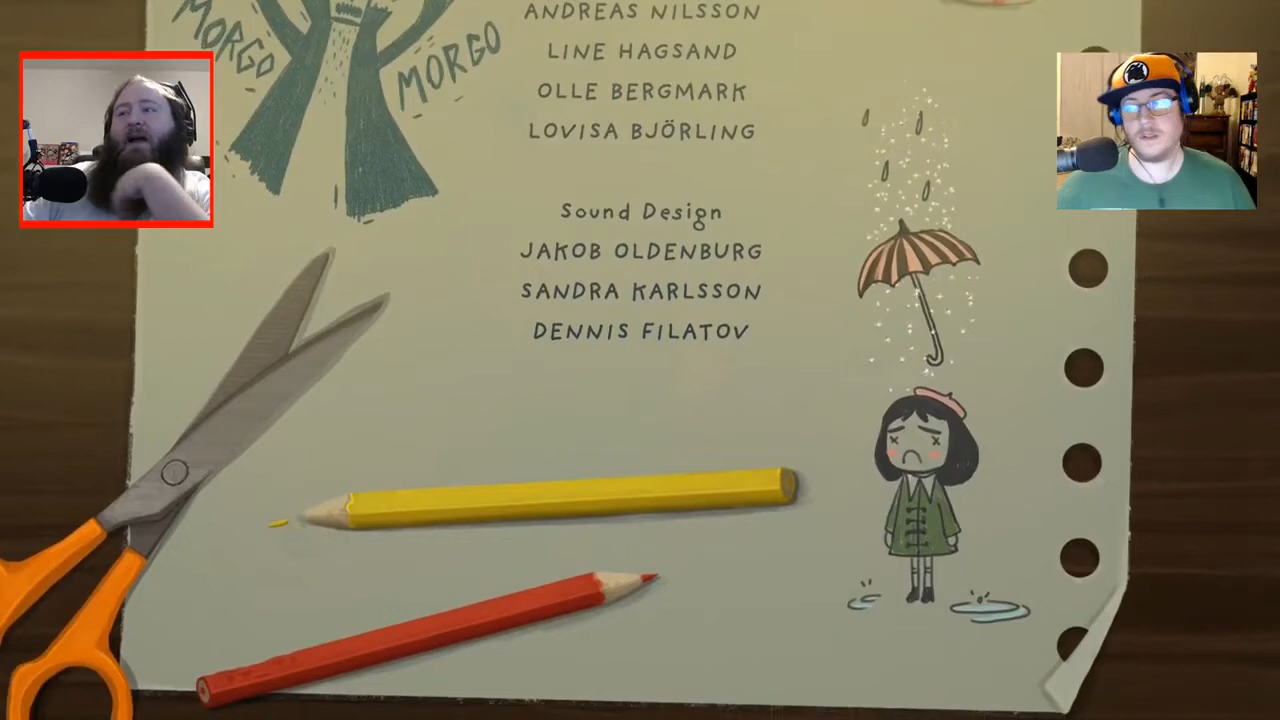 MORGO
MORGO
ANDREAS NILSSON
LINE HAGSAND
OLLE BERGMARK
LOVISA BJÖRLING
Sound Design
JAKOB OLDENBURG
SANDRA KARLSSON
DENNIS FILATOV